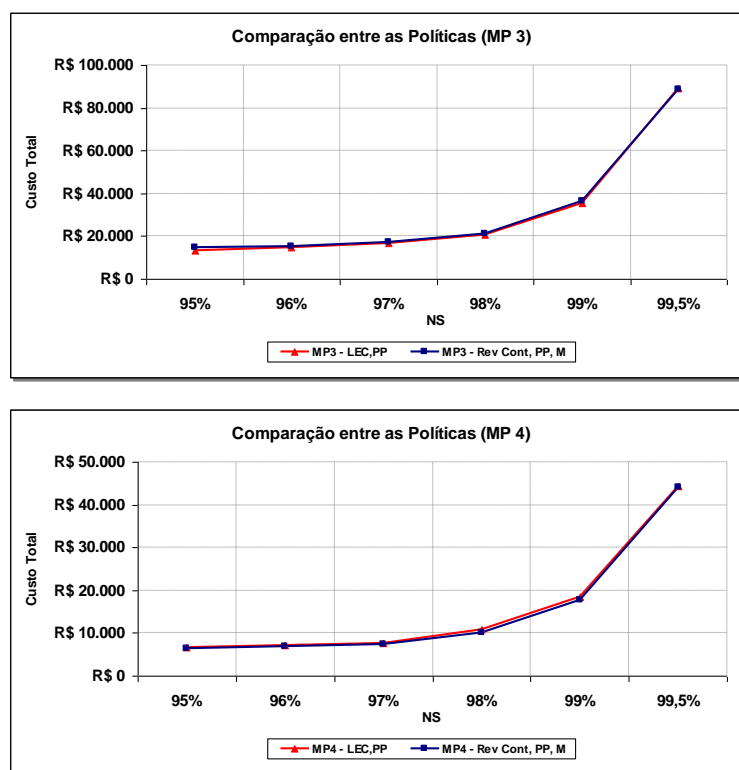 Comparação entre as Políticas (MP 3)
R$ 100.000
R$ 80.000
R$ 60.000
R$ 40.000
R$ 20.000
R$ 0
Custo Total
95% 96% 97% 98% 99% 99,5%
NS
MP3 - LEC,PP MP3 - Rev Cont, PP, M
Comparação entre as Políticas (MP 4)
R$ 50.000
R$ 40.000
R$ 30.000
R$ 20.000
R$ 10.000
R$ 0
Custo Total
95% 96% 97% 98% 99% 99,5%
NS
MP4 - LEC,PP MP4 - Rev Cont, PP, M